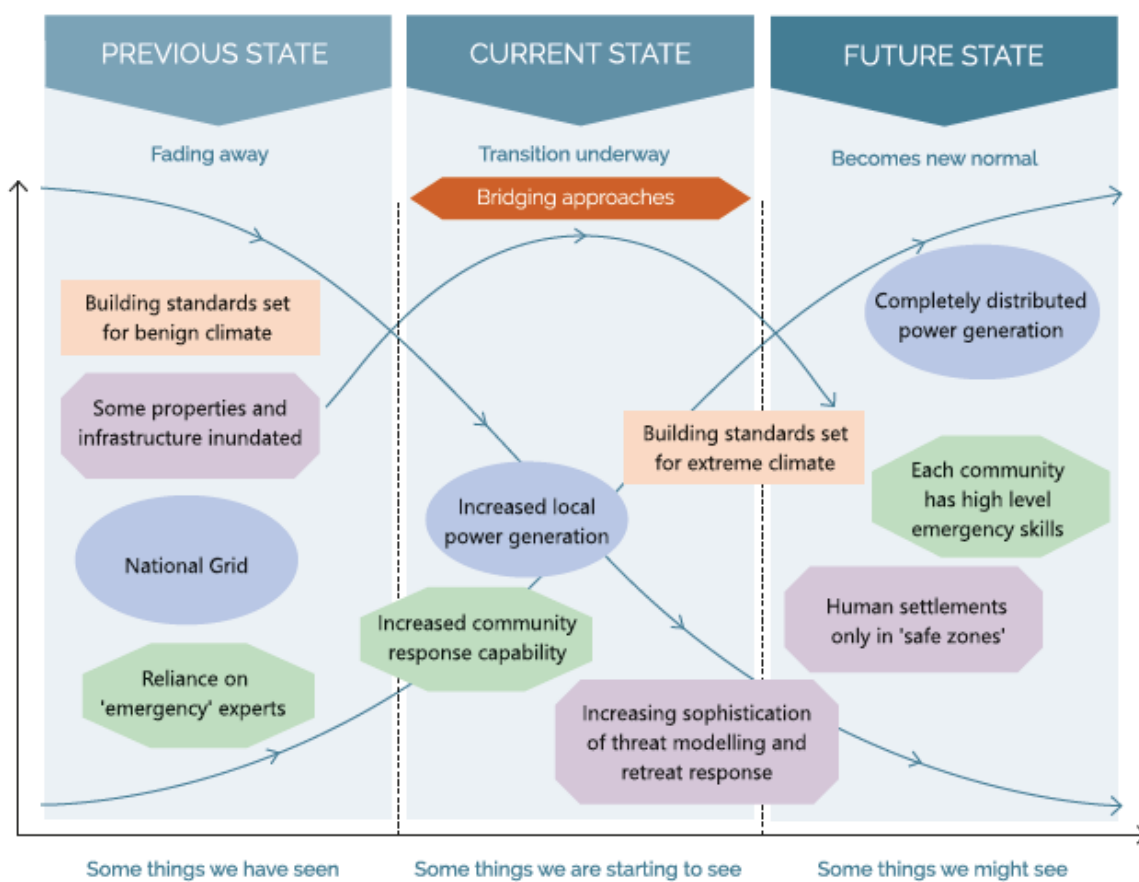 PREVIOUS STATE
CURRENT STATE
FUTURE STATE
Fading away
Transition underway
Becomes new normal
Bridging approaches
Building standards set
for benign climate
Some properties and
infrastructure inundated
National Grid
Reliance on
'emergency' experts
Increased local
power generation
Increased community
response capability
Building standards set
for extreme climate
Increasing sophistication
of threat modelling and
retreat response
Completely distributed
power generation
Each community
has high level
emergency skills
Human settlements
only in 'safe zones'
Some things we have seen
Some things we are starting to see
Some things we might see